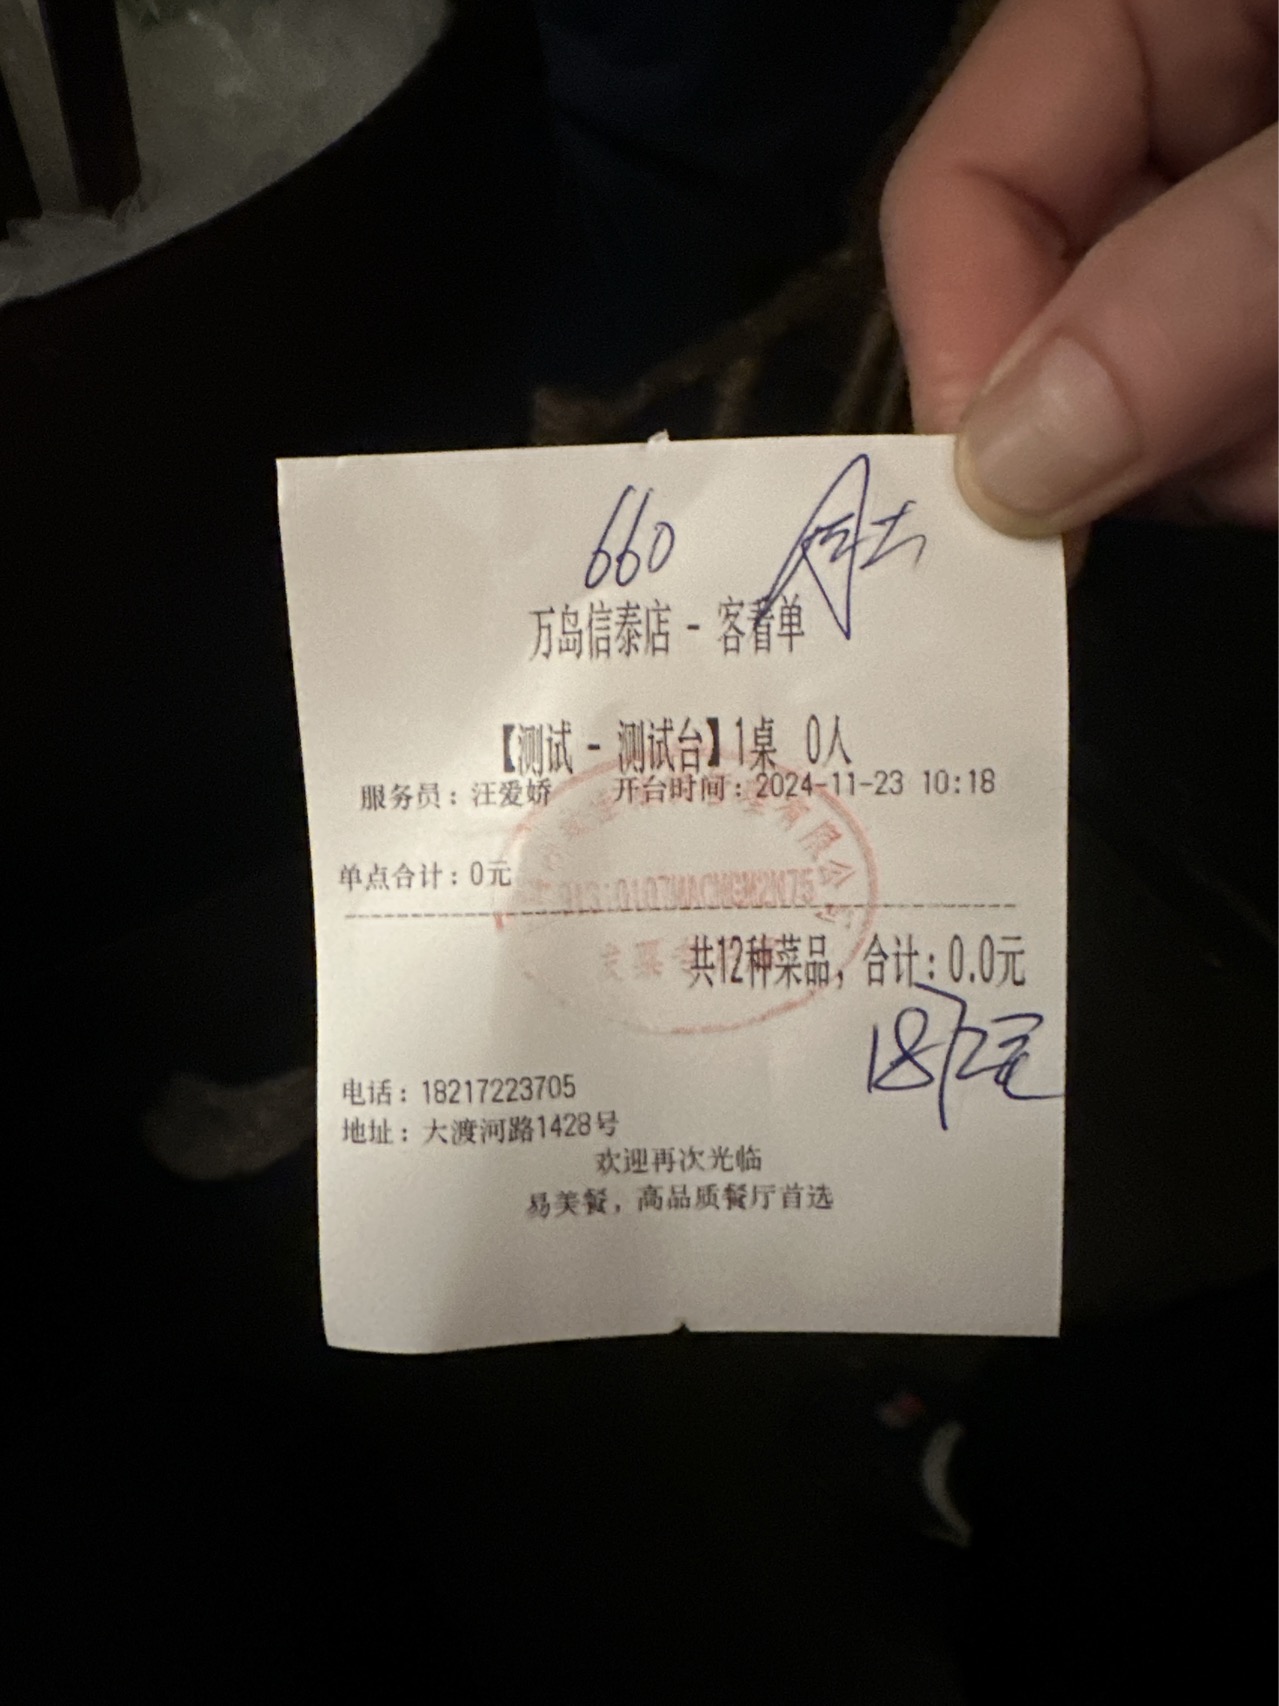 660
万岛信泰店 - 客看单
【测试 - 测试台】1桌 0人
服务员：汪爱娇 开台时间：2024-11-23 10:18
单点合计：0元
共12种菜品，合计：0.0元
电话：18217223705
地址：大渡河路1428号
欢迎再次光临
易美餐，高品质餐厅首选